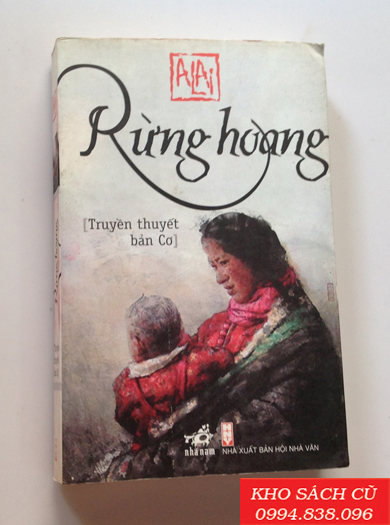 ALAI
Rừng hoang
[Truyền thuyết
bản Cơ]
nhã nam
NHÀ XUẤT BẢN HỘI NHÀ VĂN
KHO SÁCH CŨ
0994.838.096